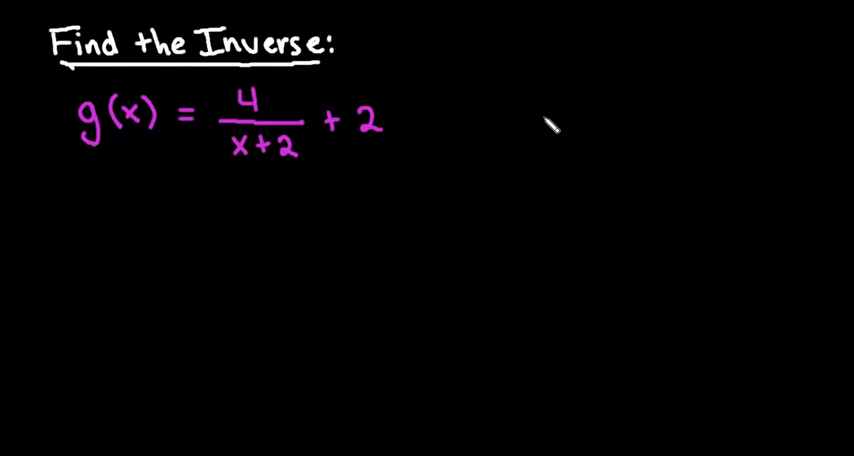 Find the Inverse:
g(x) = 4/(x+2) + 2